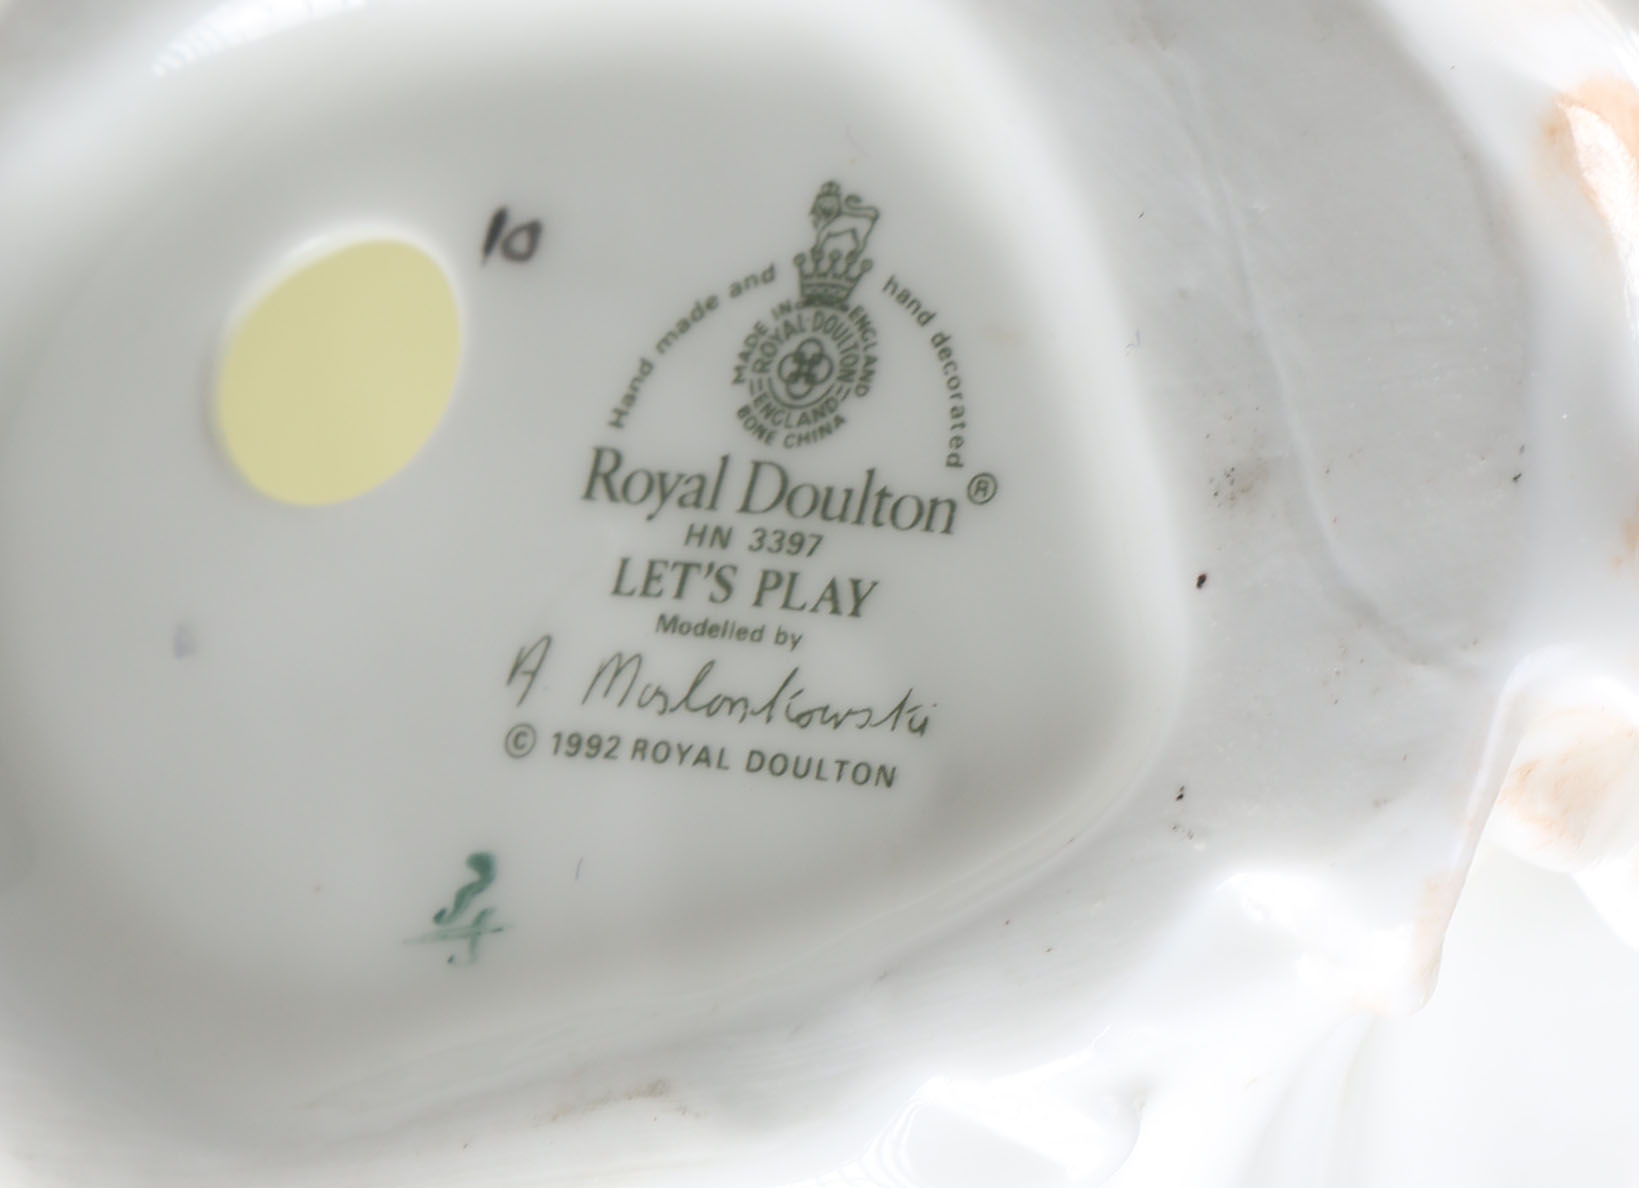 10
Hand made and hand decorated
MADE IN ENGLAND
ROYAL·DOULTON
ENGLAND
BONE CHINA
Royal Doulton®
HN 3397
LET'S PLAY
Modelled by
A Maslankowski
© 1992 ROYAL DOULTON